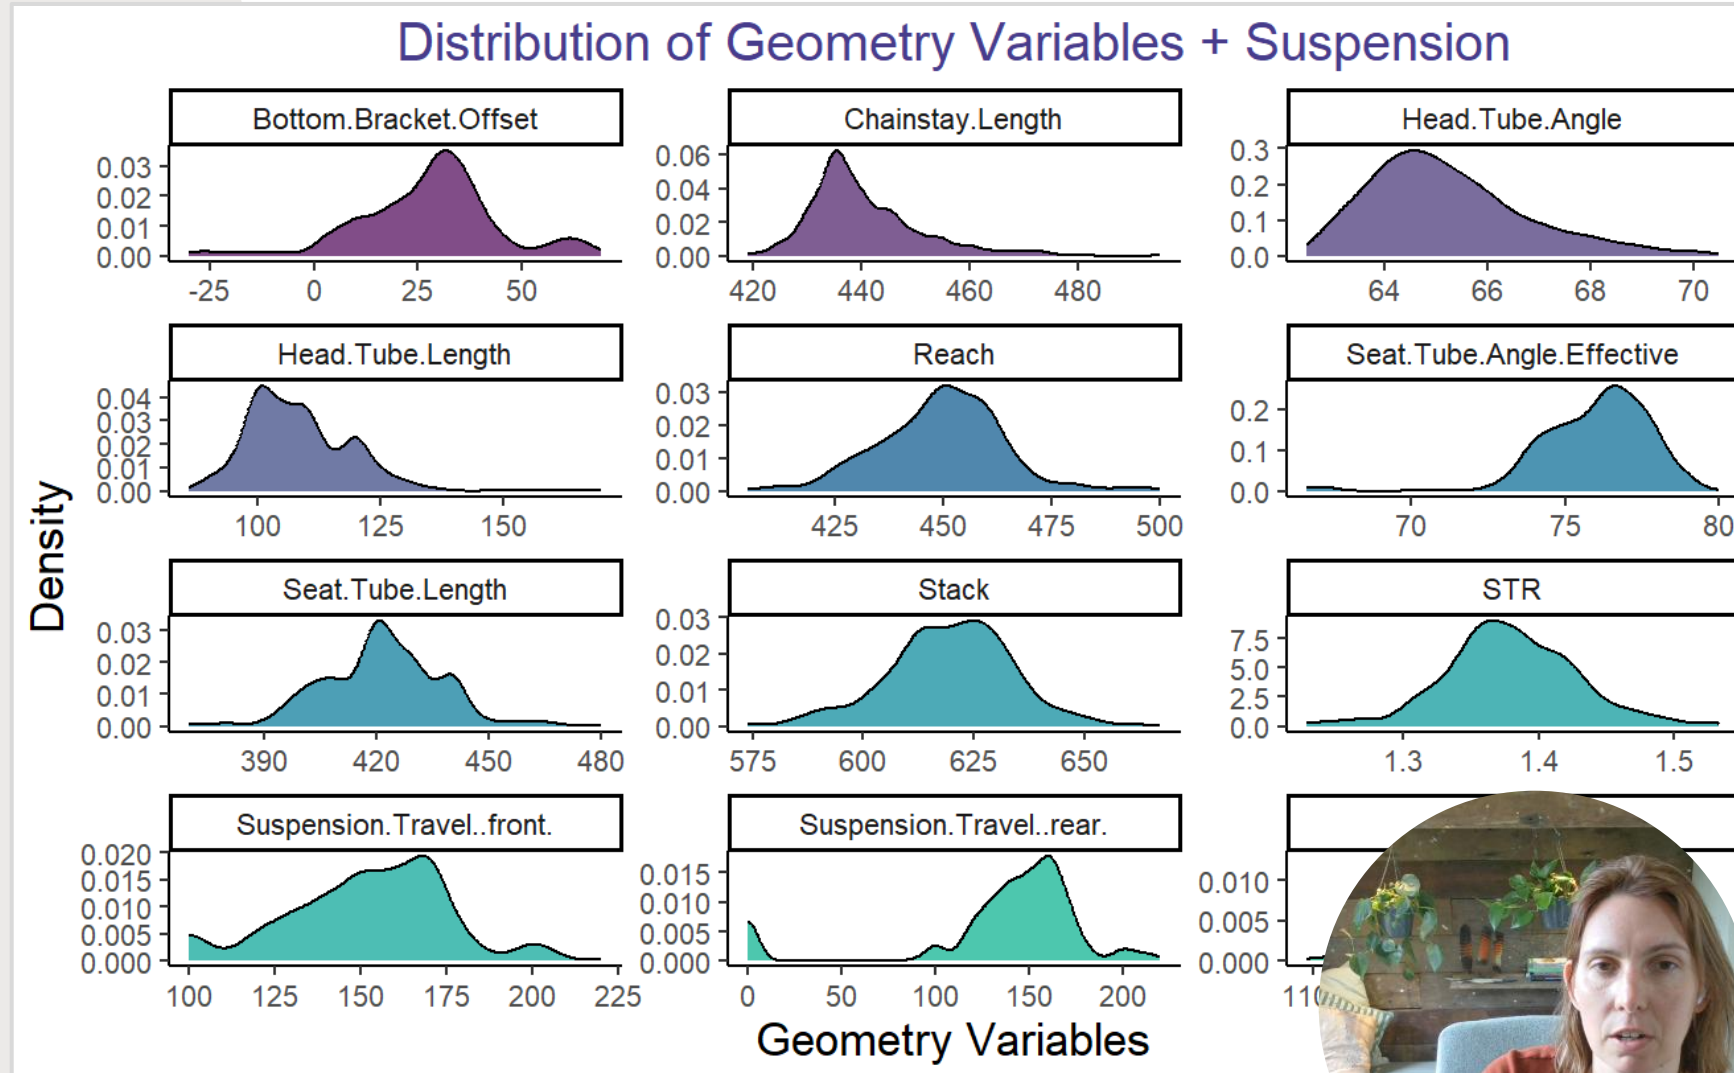 Distribution of Geometry Variables + Suspension
Bottom.Bracket.Offset
0.03
0.02
0.01
0.00
-25 0 25 50
Chainstay.Length
0.06
0.04
0.02
0.00
420 440 460 480
Head.Tube.Angle
0.3
0.2
0.1
0.0
64 66 68 70
Head.Tube.Length
0.04
0.03
0.02
0.01
0.00
100 125 150
Reach
0.03
0.02
0.01
0.00
425 450 475 500
Seat.Tube.Angle.Effective
0.2
0.1
0.0
70 75 80
Seat.Tube.Length
0.03
0.02
0.01
0.00
390 420 450 480
Stack
0.03
0.02
0.01
0.00
575 600 625 650
STR
7.5
5.0
2.5
0.0
1.3 1.4 1.5
Suspension.Travel..front.
0.020
0.015
0.010
0.005
0.000
100 125 150 175 200 225
Suspension.Travel..rear.
0.015
0.010
0.005
0.000
0 50 100 150 200
0.010
0.005
0.000
Density
Geometry Variables